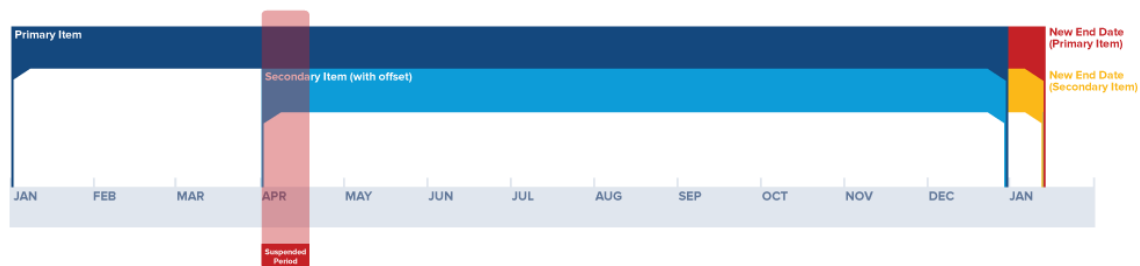 Primary Item
New End Date
(Primary Item)
Secondary Item (with offset)
New End Date
(Secondary Item)
JAN FEB MAR APR MAY JUN JUL AUG SEP OCT NOV DEC JAN
Suspended
Period